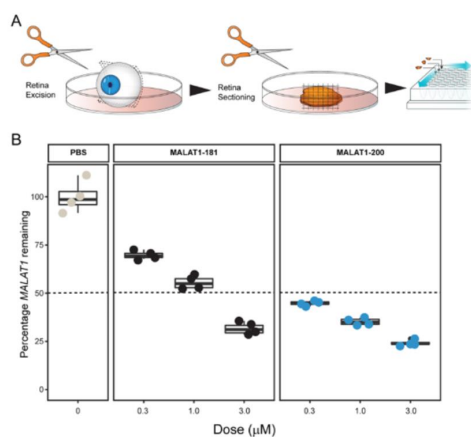 A
Retina
Excision
Retina
Sectioning
B
PBS
MALAT1-181
MALAT1-200
Percentage MALAT1 remaining
100
75
50
25
0
0
0.3
1.0
3.0
0.3
1.0
3.0
Dose (μM)